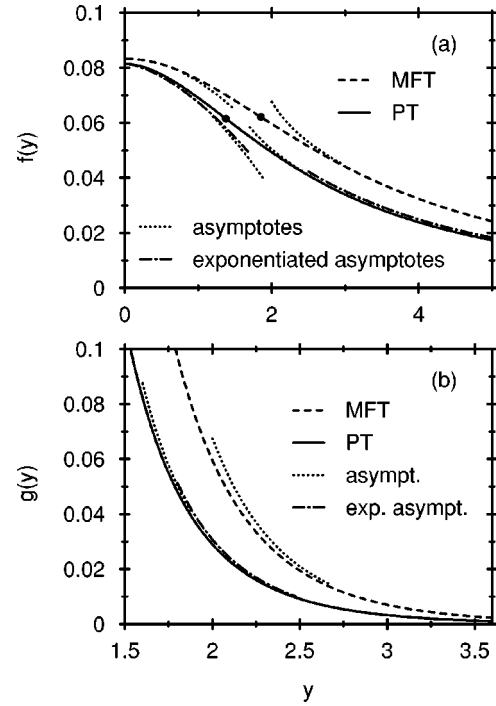 0.1
(a)
MFT
PT
0.08
0.06
0.04
0.02
0
f(y)
asymptotes
exponentiated asymptotes
0
2
4
0.1
(b)
MFT
PT
asympt.
exp. asympt.
0.08
0.06
0.04
0.02
0
g(y)
1.5
2
2.5
3
3.5
y